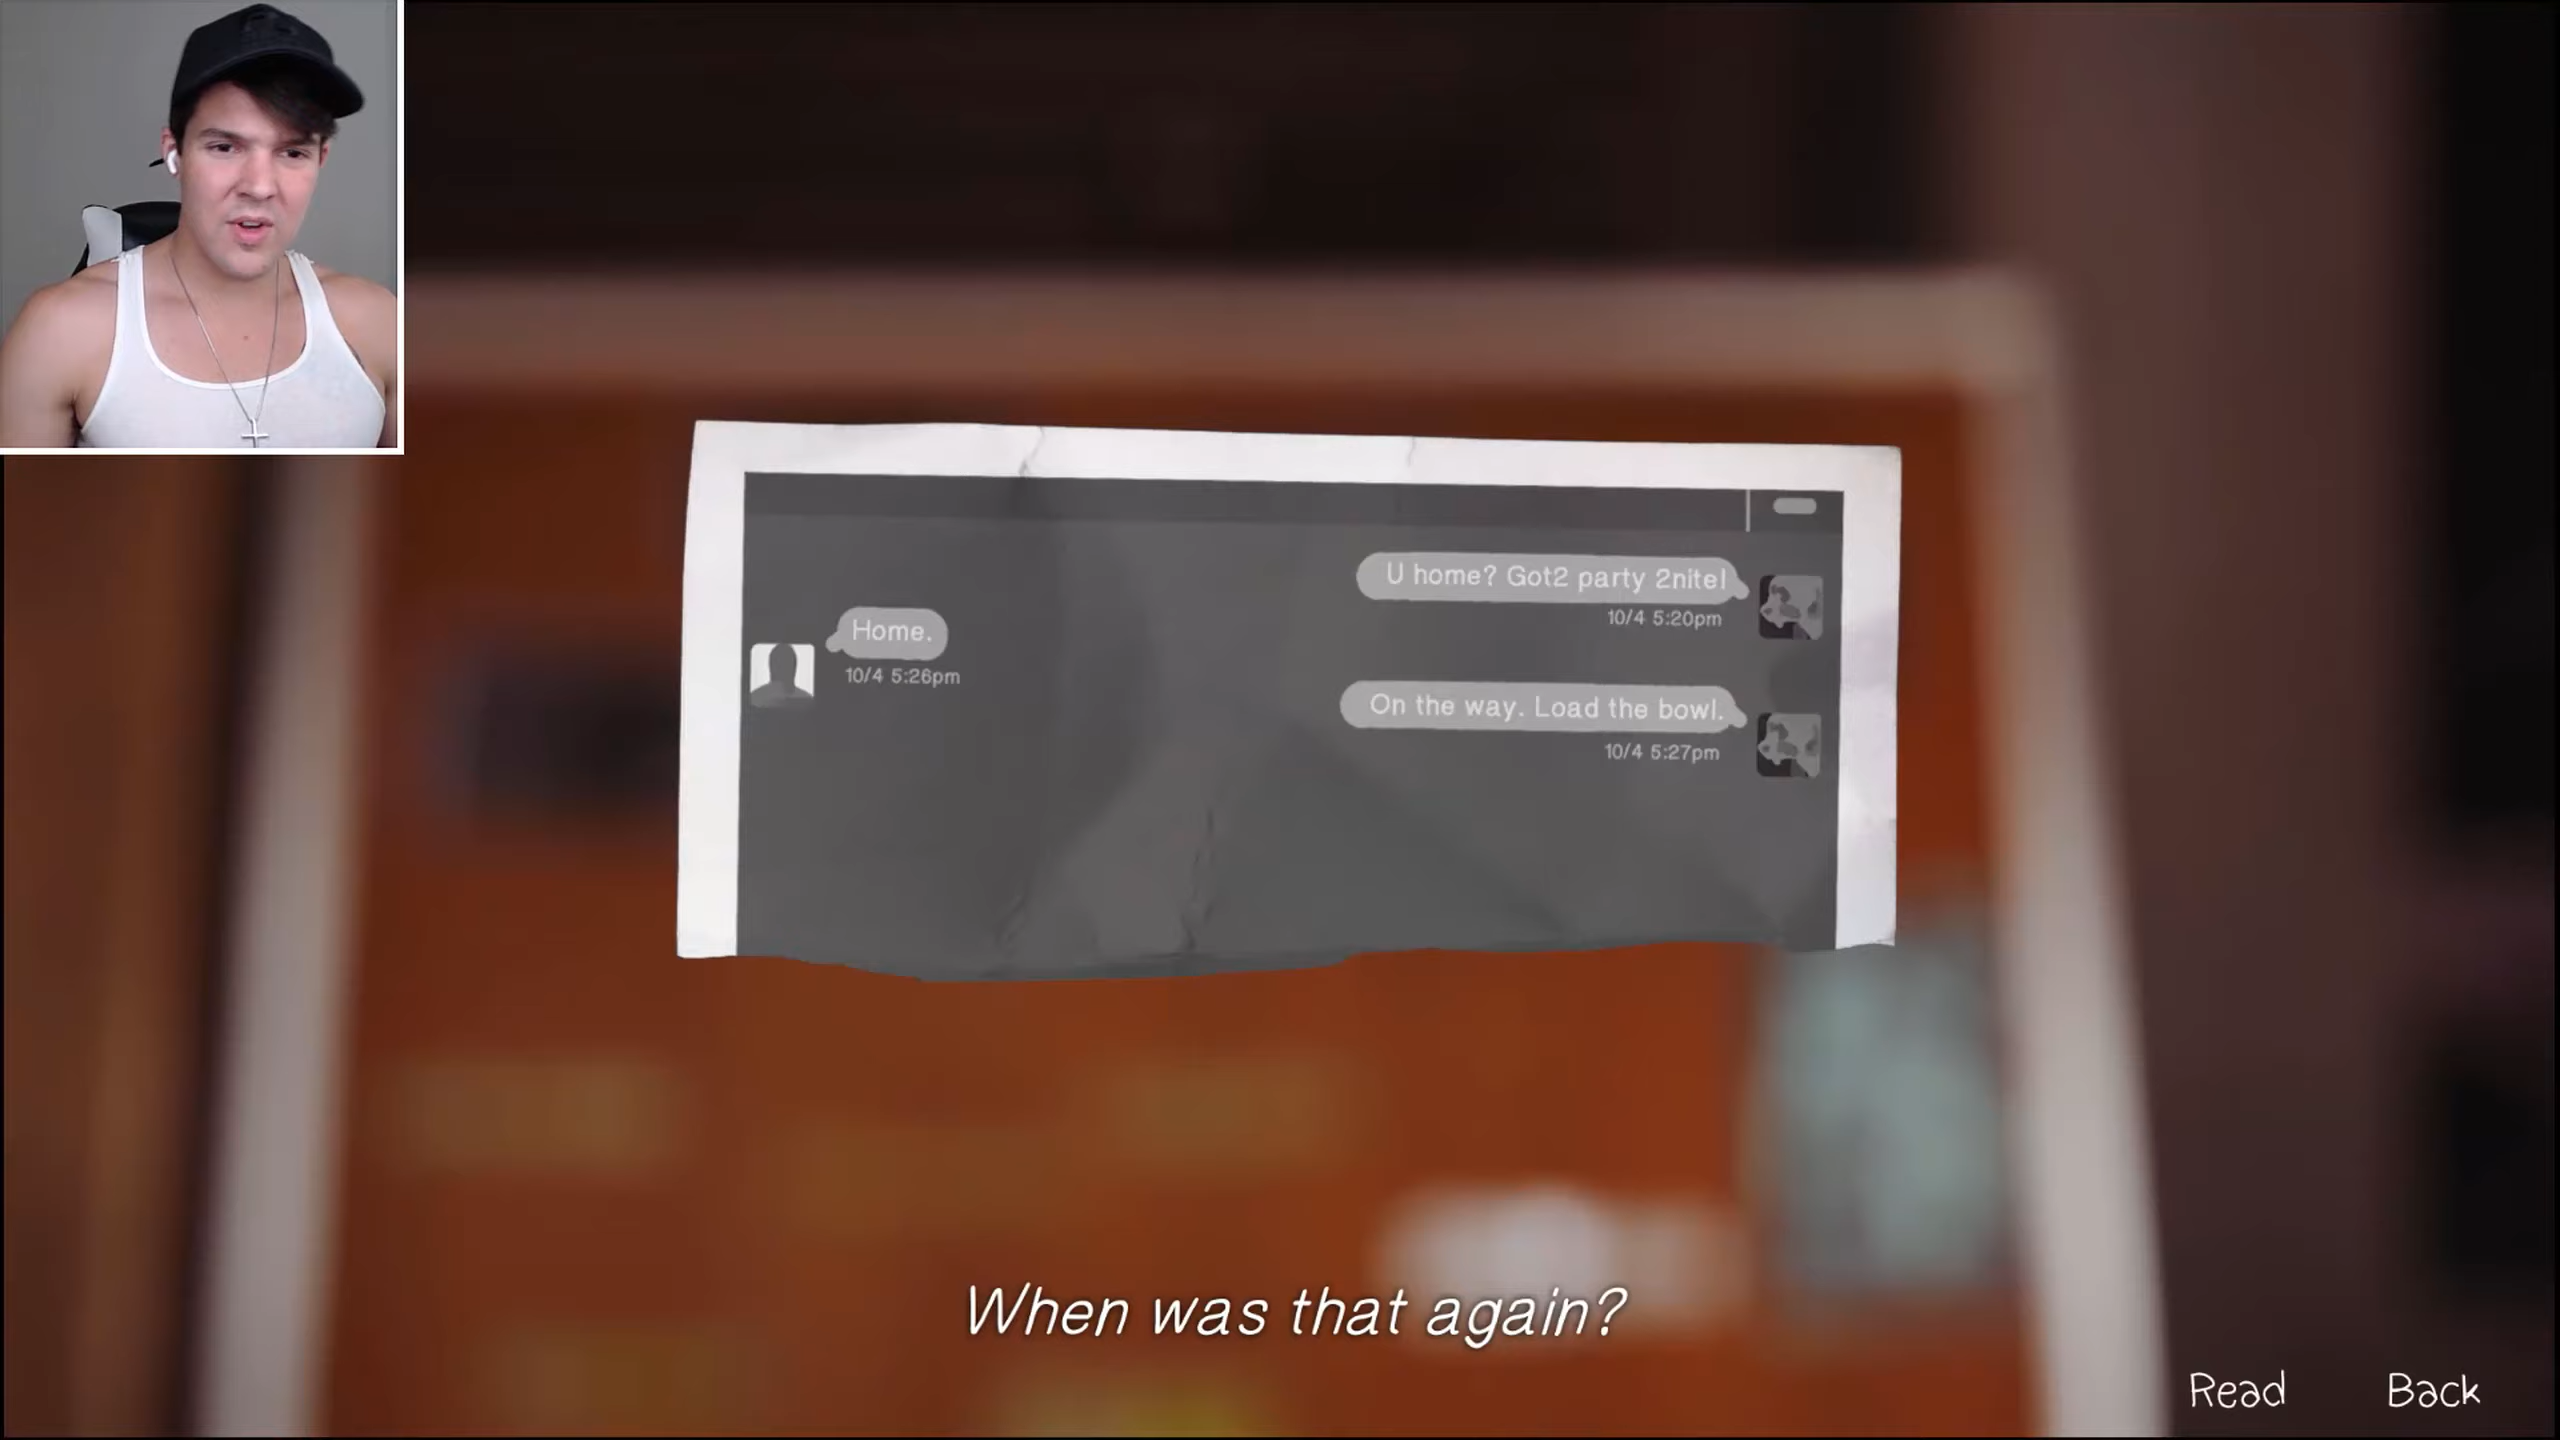 U home? Got2 party 2nite!
10/4 5:20pm
Home.
10/4 5:26pm
On the way. Load the bowl.
10/4 5:27pm
When was that again?
Read Back